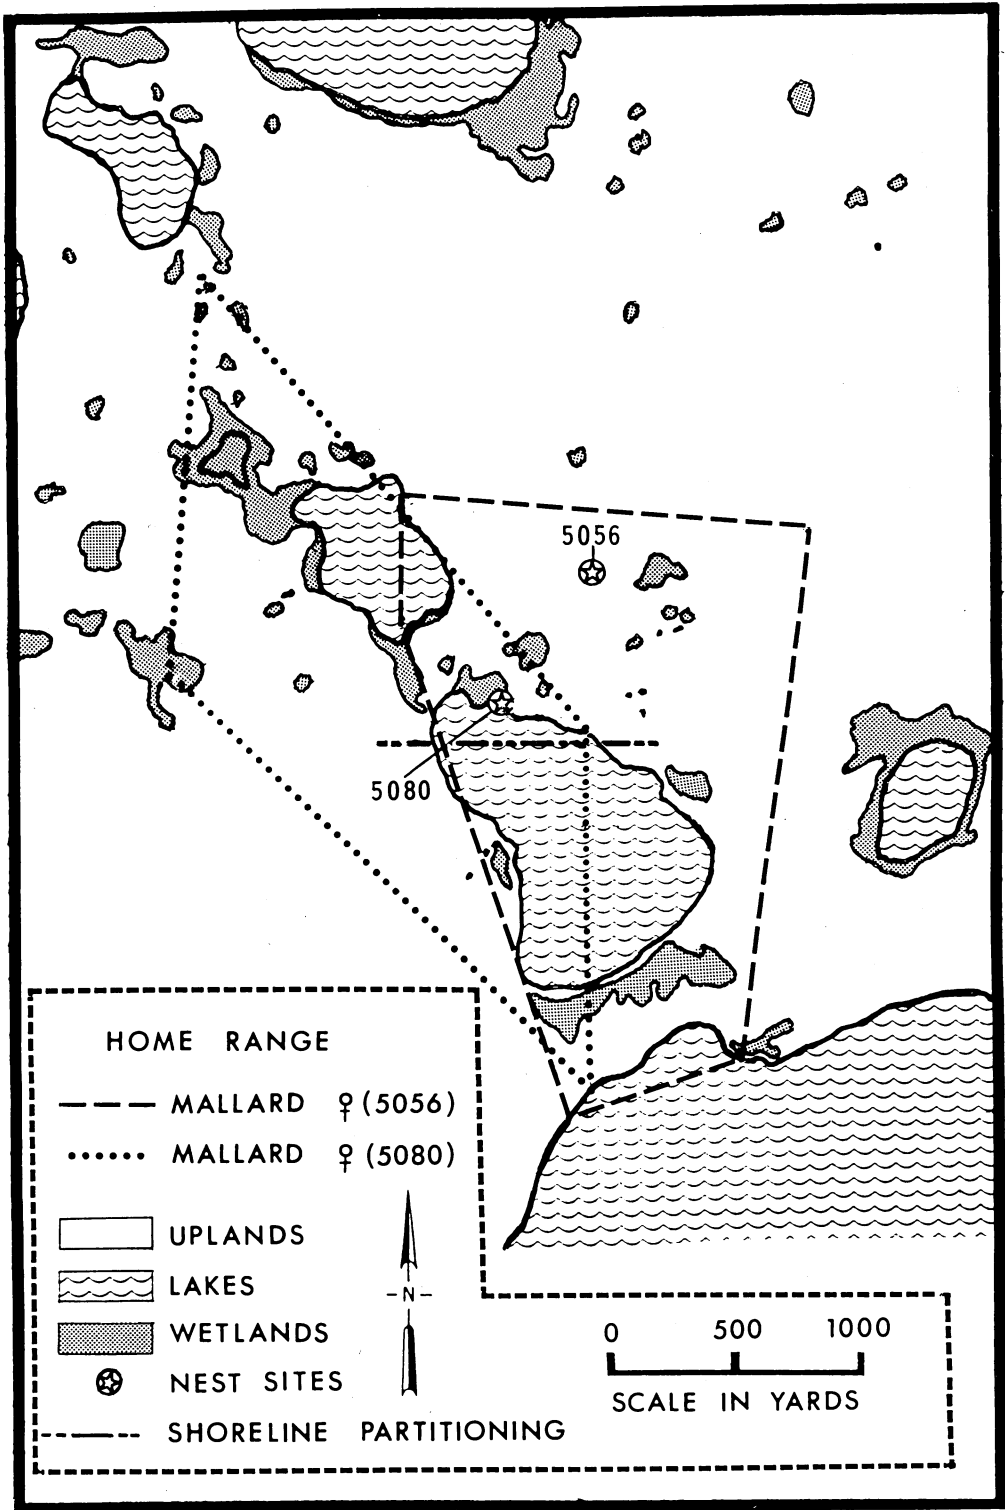 5056
5080
HOME RANGE
MALLARD ♀ (5056)
MALLARD ♀ (5080)
UPLANDS
LAKES
-N-
WETLANDS
0 500 1000
NEST SITES
SCALE IN YARDS
SHORELINE PARTITIONING